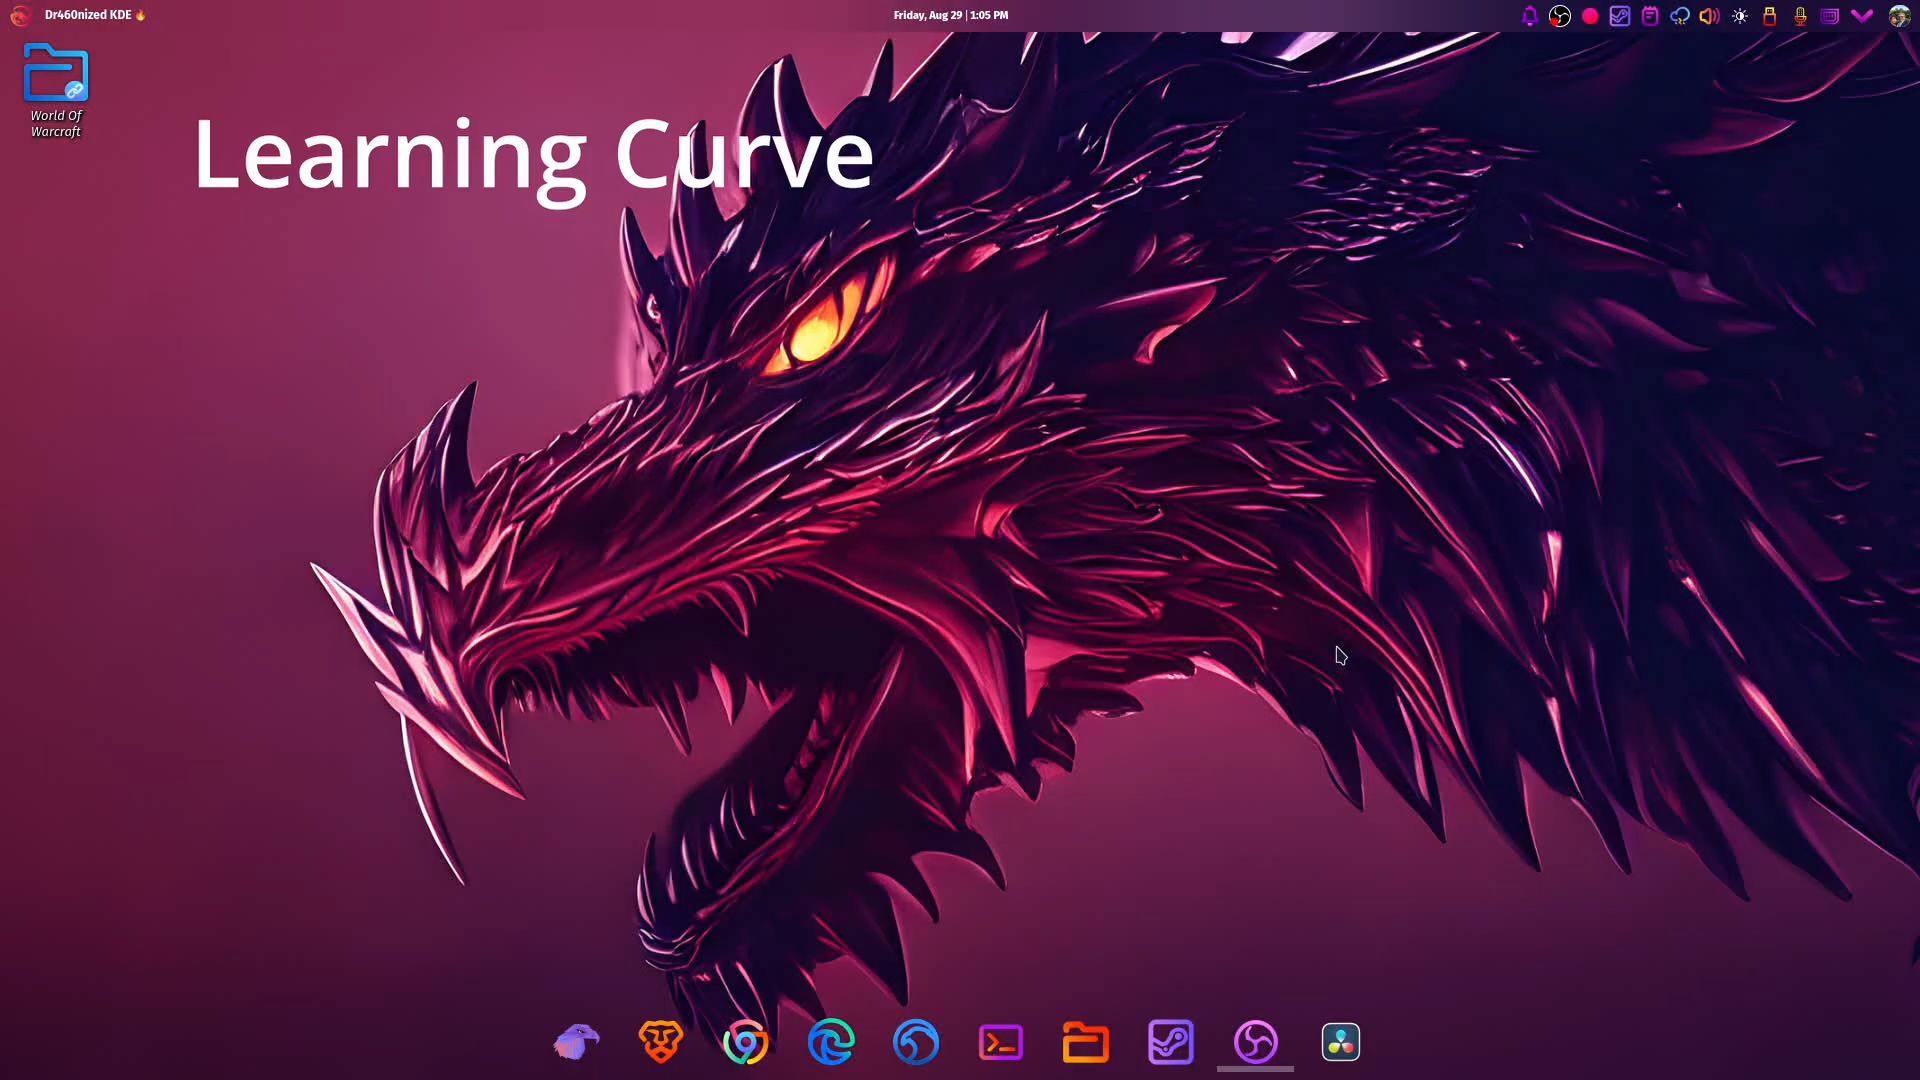 Dr460nized KDE 🔥
Friday, Aug 29 | 1:05 PM
World Of
Warcraft
Learning Curve